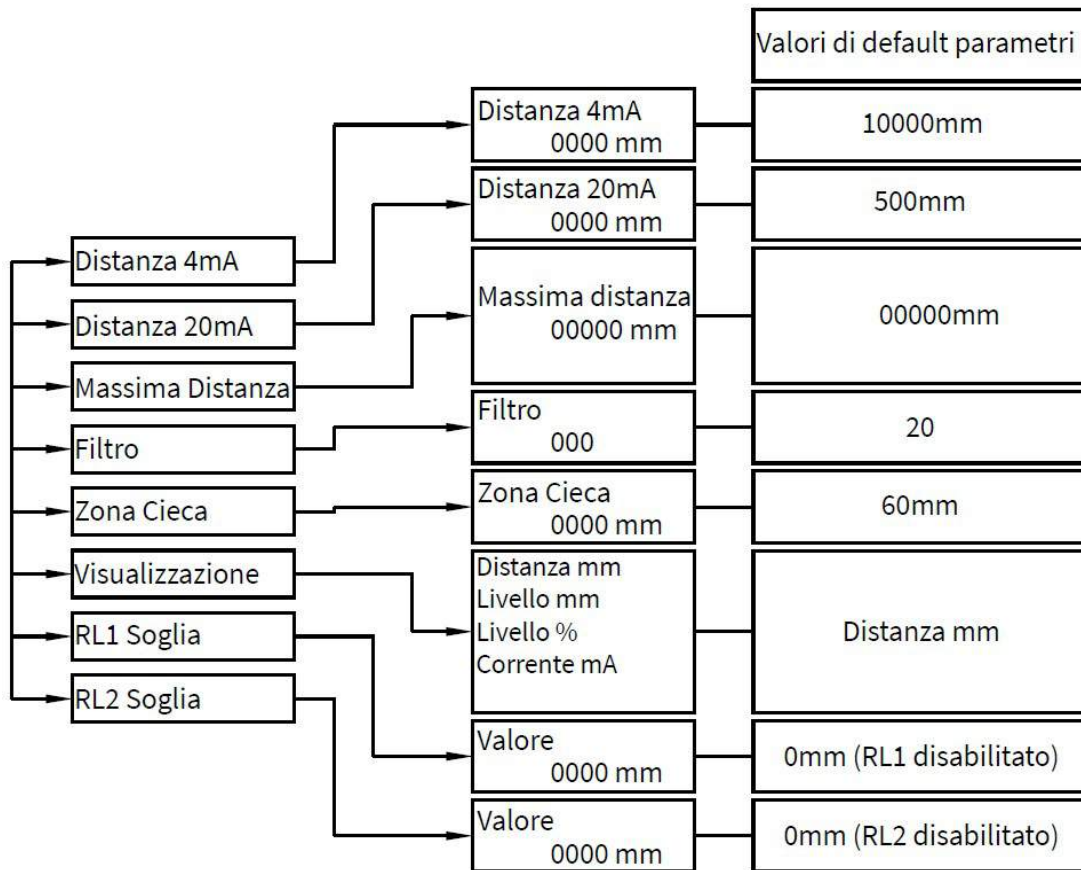 Valori di default parametri
Distanza 4mA
0000 mm
10000mm
Distanza 20mA
0000 mm
500mm
Distanza 4mA
Distanza 20mA
Massima Distanza
Filtro
Zona Cieca
Visualizzazione
RL1 Soglia
RL2 Soglia
Massima distanza
00000 mm
00000mm
Filtro
000
20
Zona Cieca
0000 mm
60mm
Distanza mm
Livello mm
Livello %
Corrente mA
Distanza mm
Valore
0000 mm
0mm (RL1 disabilitato)
Valore
0000 mm
0mm (RL2 disabilitato)